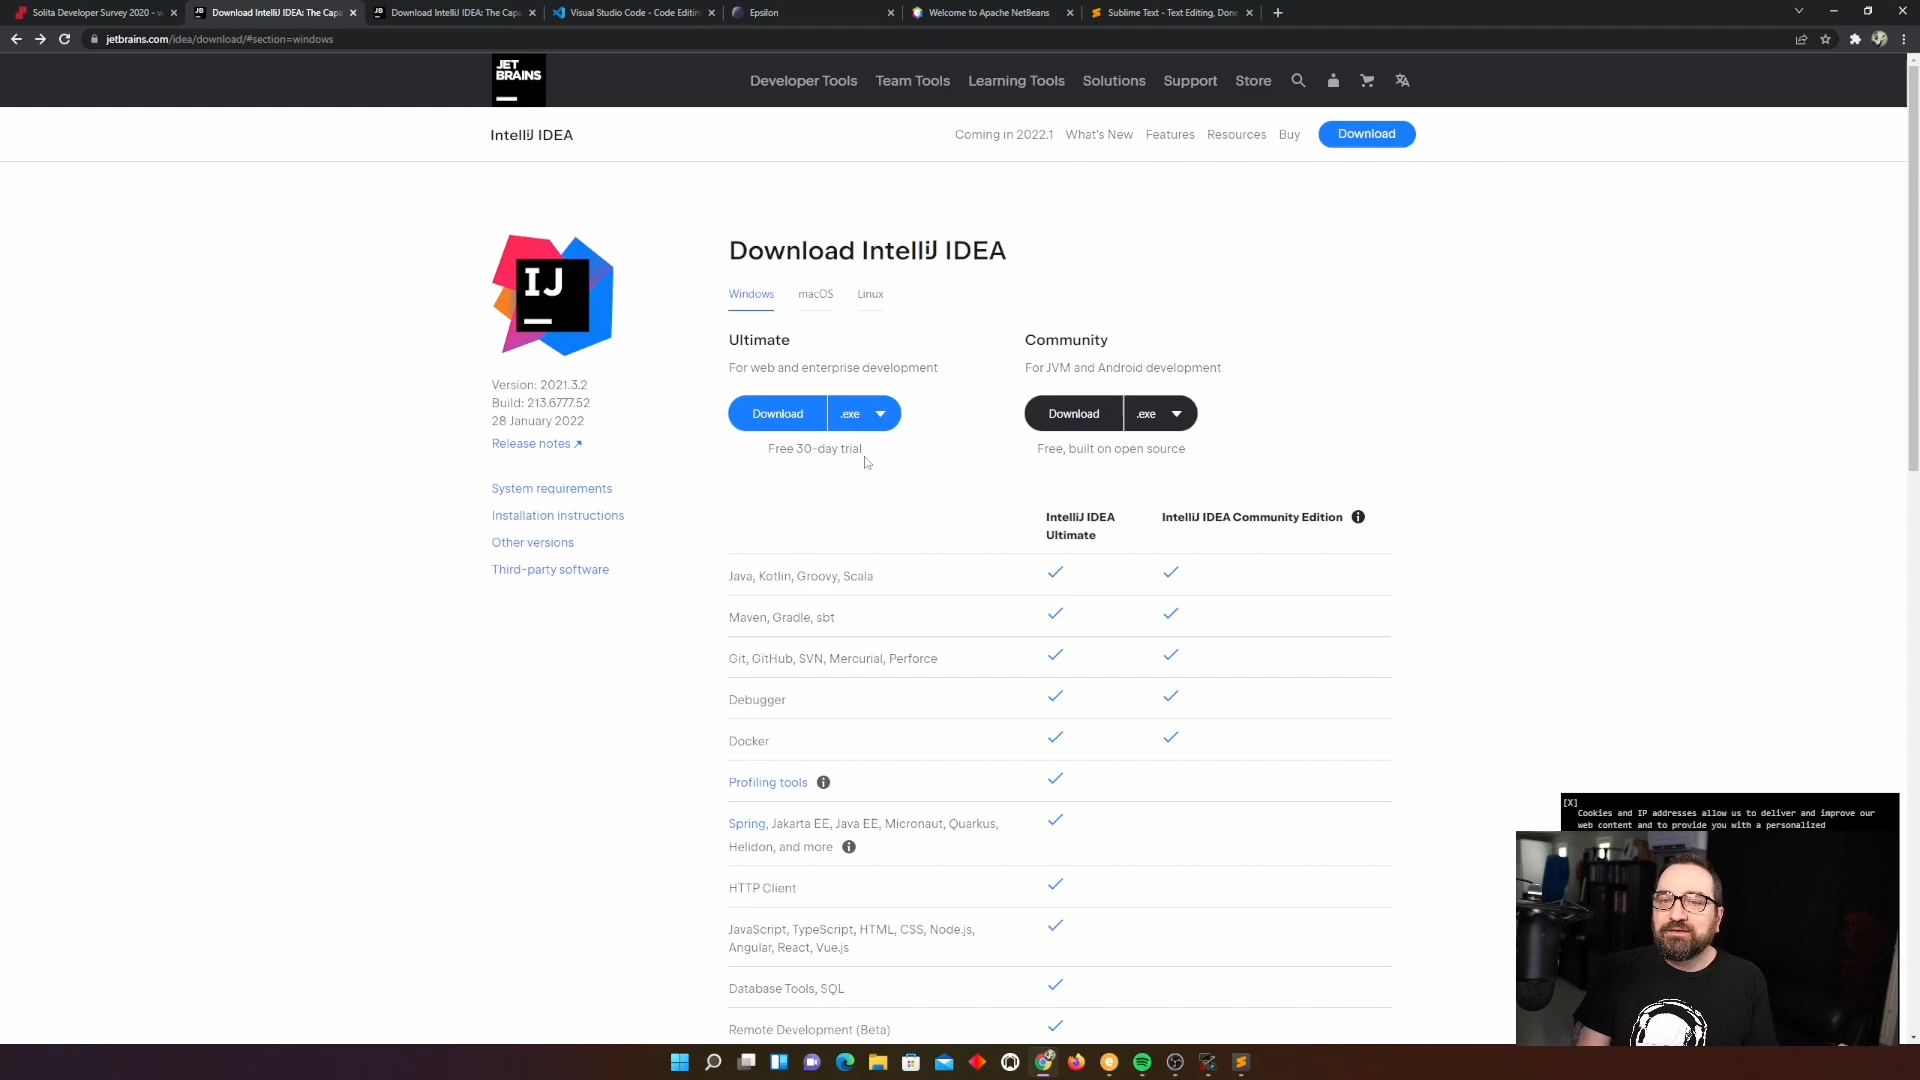 Solita Developer Survey 2020 - w
Download IntelliJ IDEA: The Capa
Download IntelliJ IDEA: The Capa
Visual Studio Code - Code Editin
Epsilon
Welcome to Apache NetBeans
Sublime Text - Text Editing, Done
jetbrains.com/idea/download/#section=windows
JET
BRAINS
Developer Tools
Team Tools
Learning Tools
Solutions
Support
Store
IntelliJ IDEA
Coming in 2022.1
What's New
Features
Resources
Buy
Download
IJ
Version: 2021.3.2
Build: 213.6777.52
28 January 2022
Release notes ↗
System requirements
Installation instructions
Other versions
Third-party software
Download IntelliJ IDEA
Windows
macOS
Linux
Ultimate
For web and enterprise development
Download
.exe
Free 30-day trial
Community
For JVM and Android development
Download
.exe
Free, built on open source
IntelliJ IDEA
Ultimate
IntelliJ IDEA Community Edition
Java, Kotlin, Groovy, Scala
Maven, Gradle, sbt
Git, GitHub, SVN, Mercurial, Perforce
Debugger
Docker
Profiling tools
Spring, Jakarta EE, Java EE, Micronaut, Quarkus,
Helidon, and more
HTTP Client
JavaScript, TypeScript, HTML, CSS, Node.js,
Angular, React, Vue.js
Database Tools, SQL
Remote Development (Beta)
[X]
Cookies and IP addresses allow us to deliver and improve our
web content and to provide you with a personalized